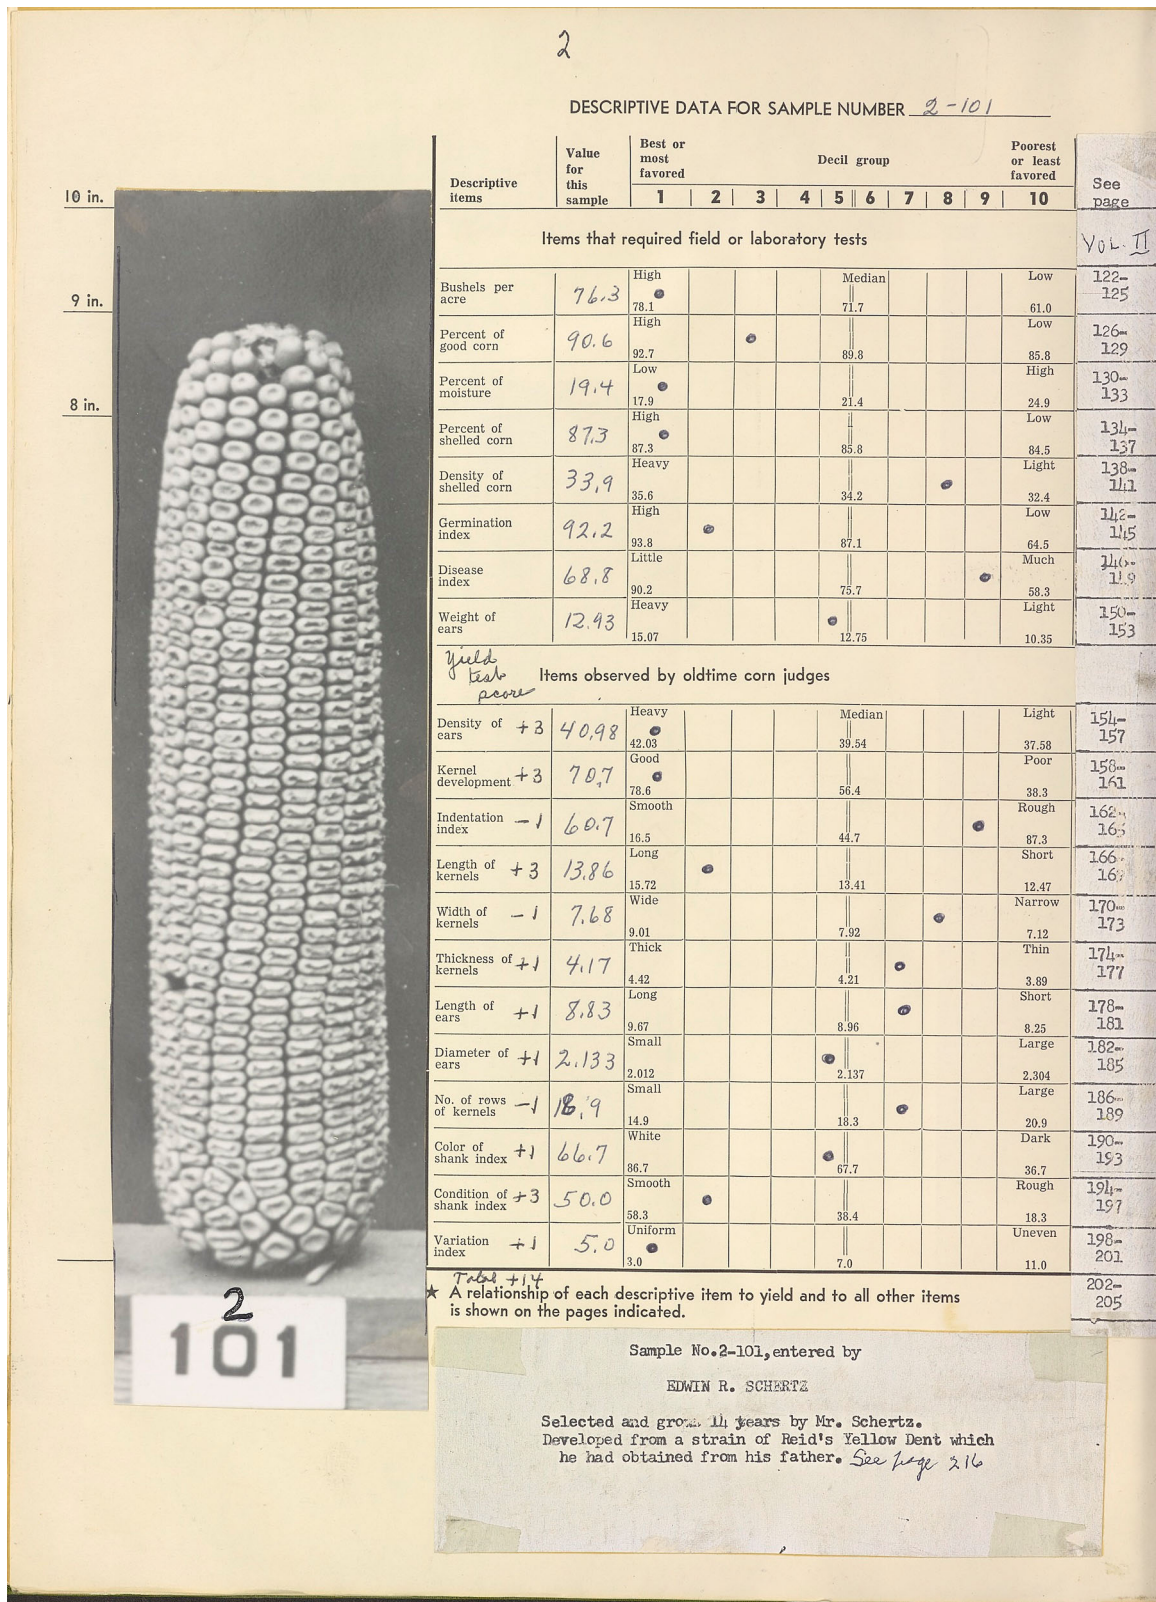 2
DESCRIPTIVE DATA FOR SAMPLE NUMBER 2-101
Descriptive items | Value for this sample | Best or most favored | Decil group | Poorest or least favored | See page
1 | 2 | 3 | 4 | 5 | 6 | 7 | 8 | 9 | 10
10 in.
9 in.
8 in.
Items that required field or laboratory tests
VOL. II
Bushels per acre 76.3 High 78.1 Median 71.7 Low 61.0 122-125
Percent of good corn 90.6 High 92.7 89.8 Low 85.8 126-129
Percent of moisture 19.4 Low 17.9 21.4 High 24.9 130-133
Percent of shelled corn 87.3 High 87.3 85.8 Low 84.5 134-137
Density of shelled corn 33.9 Heavy 35.6 34.2 Light 32.4 138-141
Germination index 92.2 High 93.8 87.1 Low 64.5 142-145
Disease index 68.8 Little 90.2 75.7 Much 58.3 146-149
Weight of ears 12.93 Heavy 15.07 12.75 Light 10.35 150-153
Yield test score
Items observed by oldtime corn judges
Density of ears +3 40.98 Heavy 42.03 Median 39.54 Light 37.58 154-157
Kernel development +3 70.7 Good 78.6 56.4 Poor 38.3 158-161
Indentation index -1 60.7 Smooth 16.5 44.7 Rough 87.3 162-165
Length of kernels +3 13.86 Long 15.72 13.41 Short 12.47 166-
Width of kernels -1 7.68 Wide 9.01 7.92 Narrow 7.12 170-173
Thickness of kernels +1 4.17 Thick 4.42 4.21 Thin 3.89 174-177
Length of ears +1 8.83 Long 9.67 8.96 Short 8.25 178-181
Diameter of ears +1 2.133 Small 2.012 2.137 Large 2.304 182-185
No. of rows of kernels -1 18.9 Small 14.9 18.3 Large 20.9 186-189
Color of shank index +1 66.7 White 86.7 67.7 Dark 36.7 190-193
Condition of shank index +3 50.0 Smooth 58.3 38.4 Rough 18.3 194-197
Variation index +1 5.0 Uniform 3.0 7.0 Uneven 11.0 198-201
Total +14
★ A relationship of each descriptive item to yield and to all other items
is shown on the pages indicated.
202-205
2
101
Sample No.2-101,entered by
EDWIN R. SCHERTZ
Selected and grown 14 years by Mr. Schertz.
Developed from a strain of Reid's Yellow Dent which
he had obtained from his father. See page 216